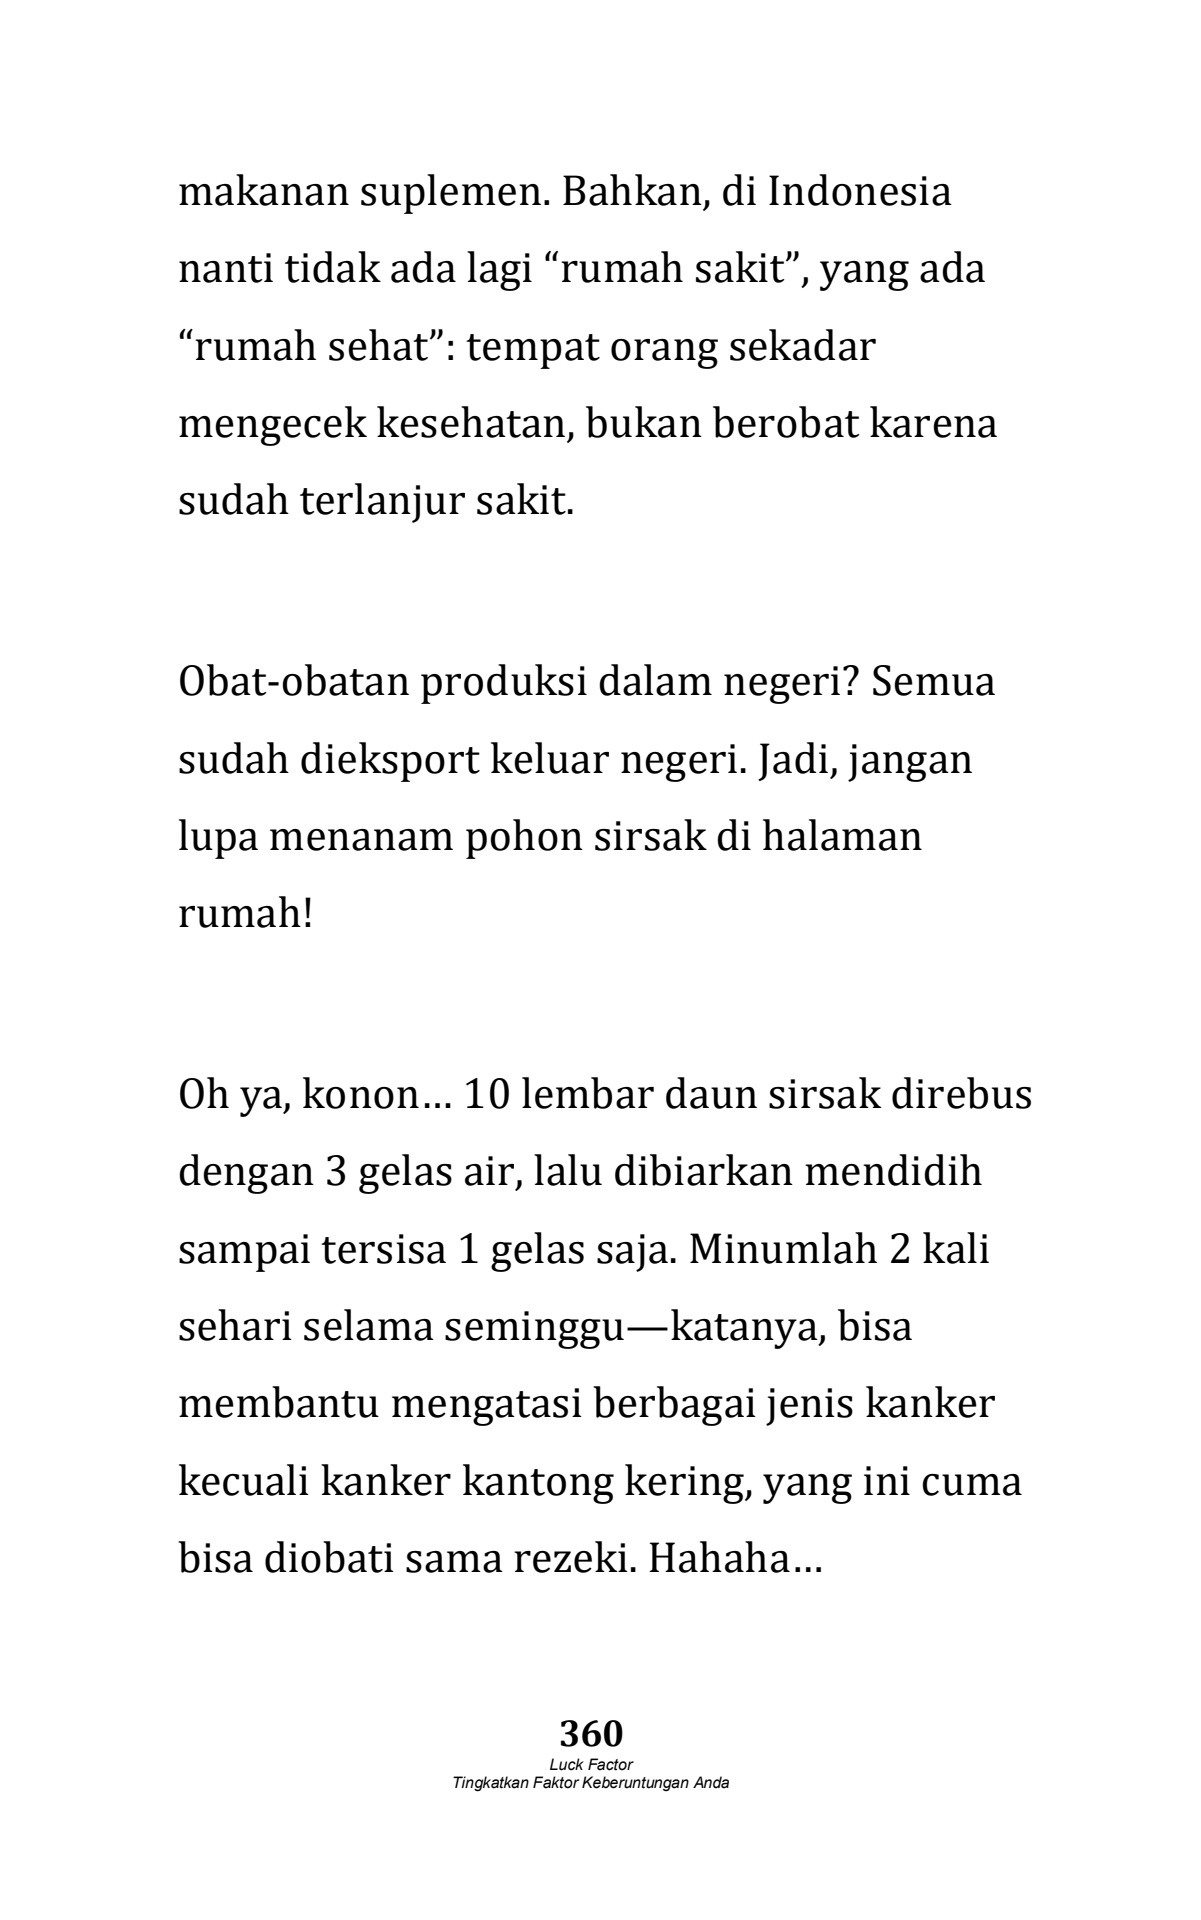 makanan suplemen. Bahkan, di Indonesia
nanti tidak ada lagi “rumah sakit”, yang ada
“rumah sehat”: tempat orang sekadar
mengecek kesehatan, bukan berobat karena
sudah terlanjur sakit.
Obat-obatan produksi dalam negeri? Semua
sudah dieksport keluar negeri. Jadi, jangan
lupa menanam pohon sirsak di halaman
rumah!
Oh ya, konon… 10 lembar daun sirsak direbus
dengan 3 gelas air, lalu dibiarkan mendidih
sampai tersisa 1 gelas saja. Minumlah 2 kali
sehari selama seminggu—katanya, bisa
membantu mengatasi berbagai jenis kanker
kecuali kanker kantong kering, yang ini cuma
bisa diobati sama rezeki. Hahaha…
360
Luck Factor
Tingkatkan Faktor Keberuntungan Anda